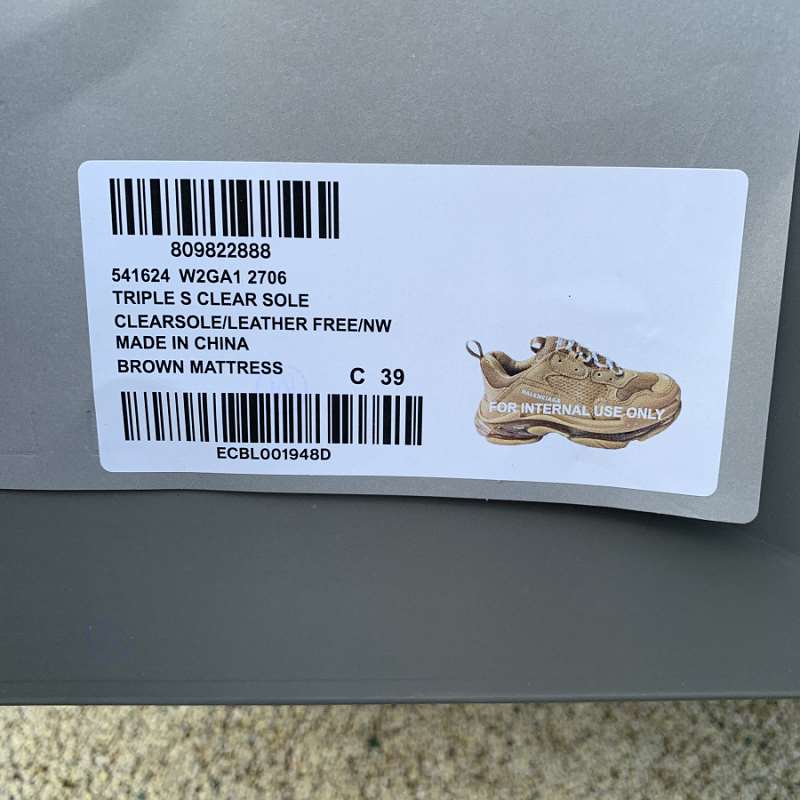 809822888
541624 W2GA1 2706
TRIPLE S CLEAR SOLE
CLEARSOLE/LEATHER FREE/NW
MADE IN CHINA
BROWN MATTRESS
C 39
ECBL001948D
BALENCIAGA
FOR INTERNAL USE ONLY